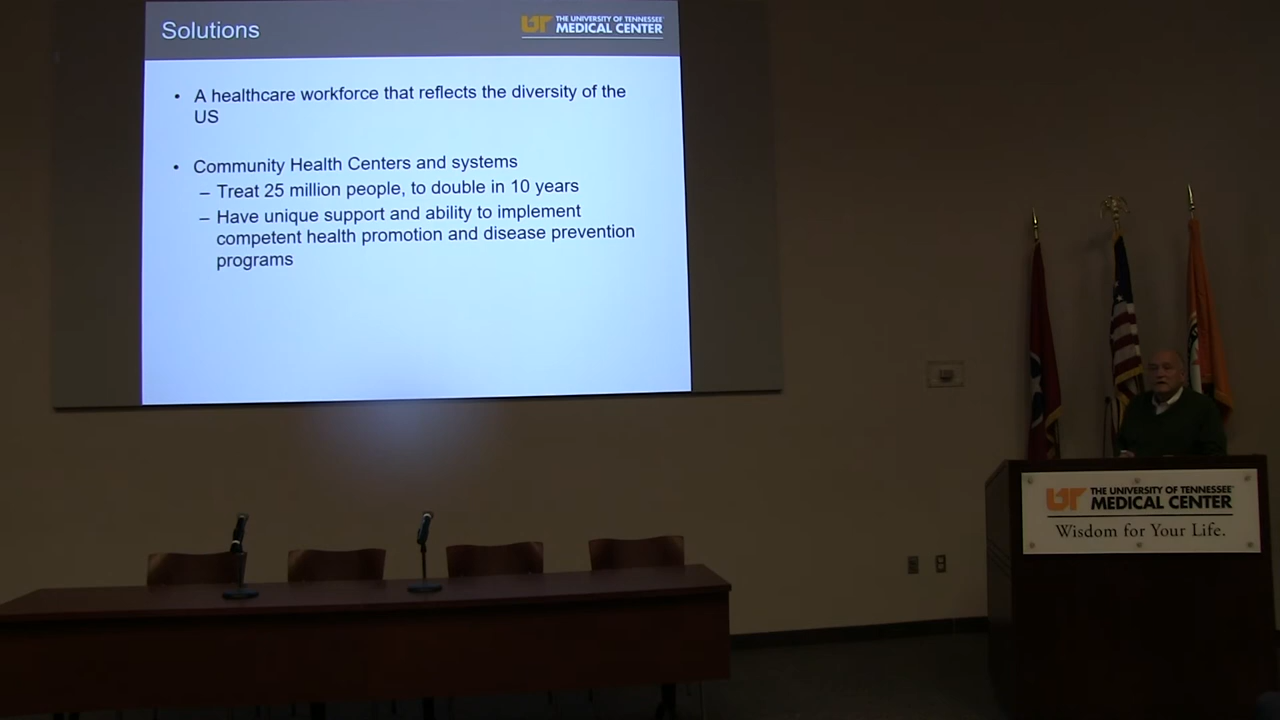 Solutions
THE UNIVERSITY OF TENNESSEE
MEDICAL CENTER
• A healthcare workforce that reflects the diversity of the
US
• Community Health Centers and systems
– Treat 25 million people, to double in 10 years
– Have unique support and ability to implement
competent health promotion and disease prevention
programs
THE UNIVERSITY OF TENNESSEE
MEDICAL CENTER
Wisdom for Your Life.